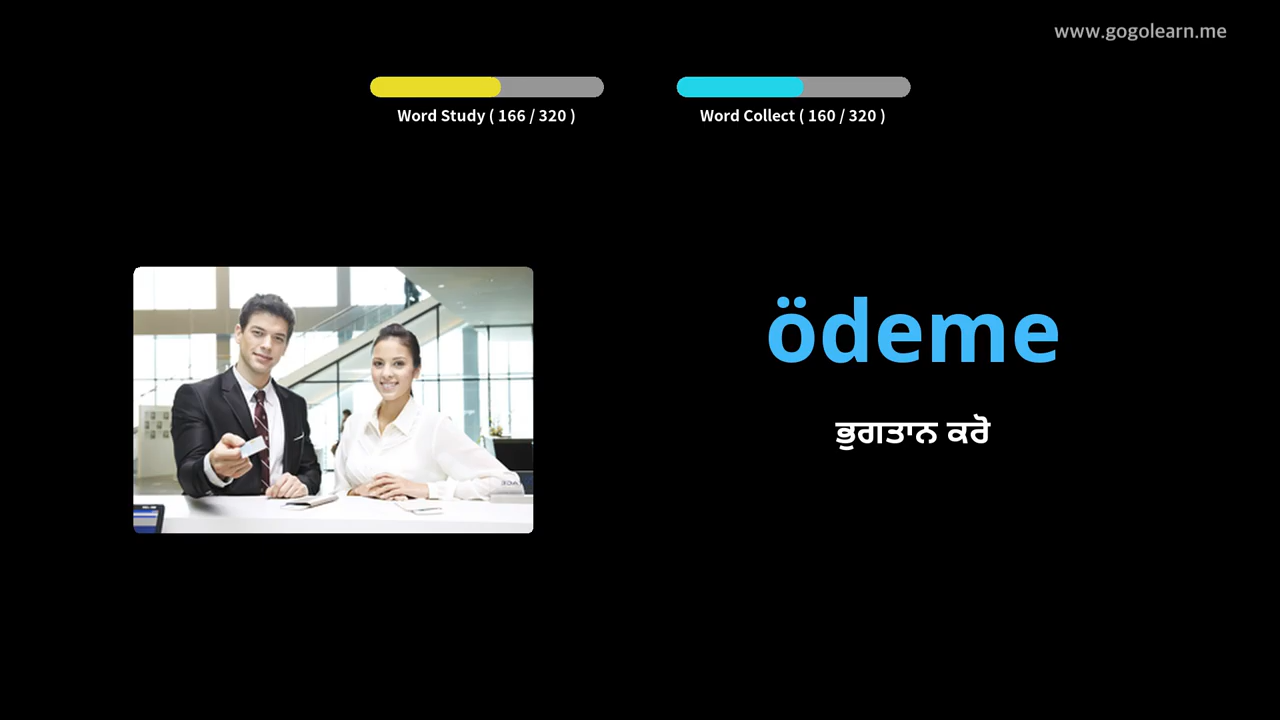 www.gogolearn.me
Word Study ( 166 / 320 )
Word Collect ( 160 / 320 )
ödeme
ਭੁਗਤਾਨ ਕਰੋ